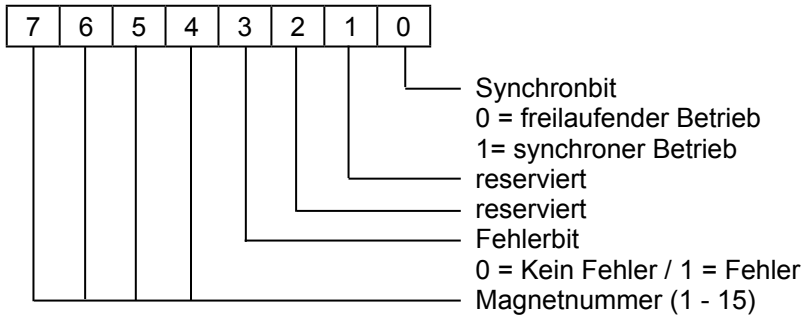 7 6 5 4 3 2 1 0
Synchronbit
0 = freilaufender Betrieb
1= synchroner Betrieb
reserviert
reserviert
Fehlerbit
0 = Kein Fehler / 1 = Fehler
Magnetnummer (1 - 15)